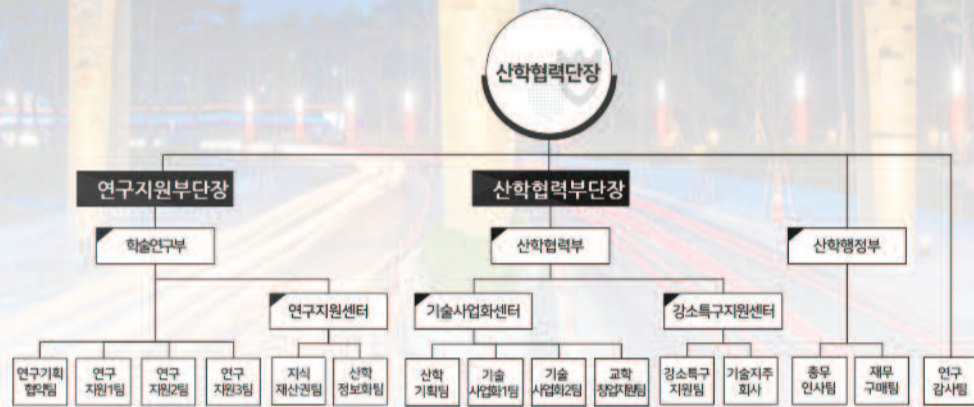 산학협력단장
연구지원부단장
산학협력부단장
학술연구부
산학협력부
산학행정부
연구지원센터
기술사업화센터
강소특구지원센터
연구기획
협약팀
연구
지원1팀
연구
지원2팀
연구
지원3팀
지식
재산권팀
산학
정보화팀
산학
기획팀
기술
사업화1팀
기술
사업화2팀
교학
창업지원팀
강소특구
지원팀
기술지주
회사
총무
인사팀
재무
구매팀
연구
감사팀